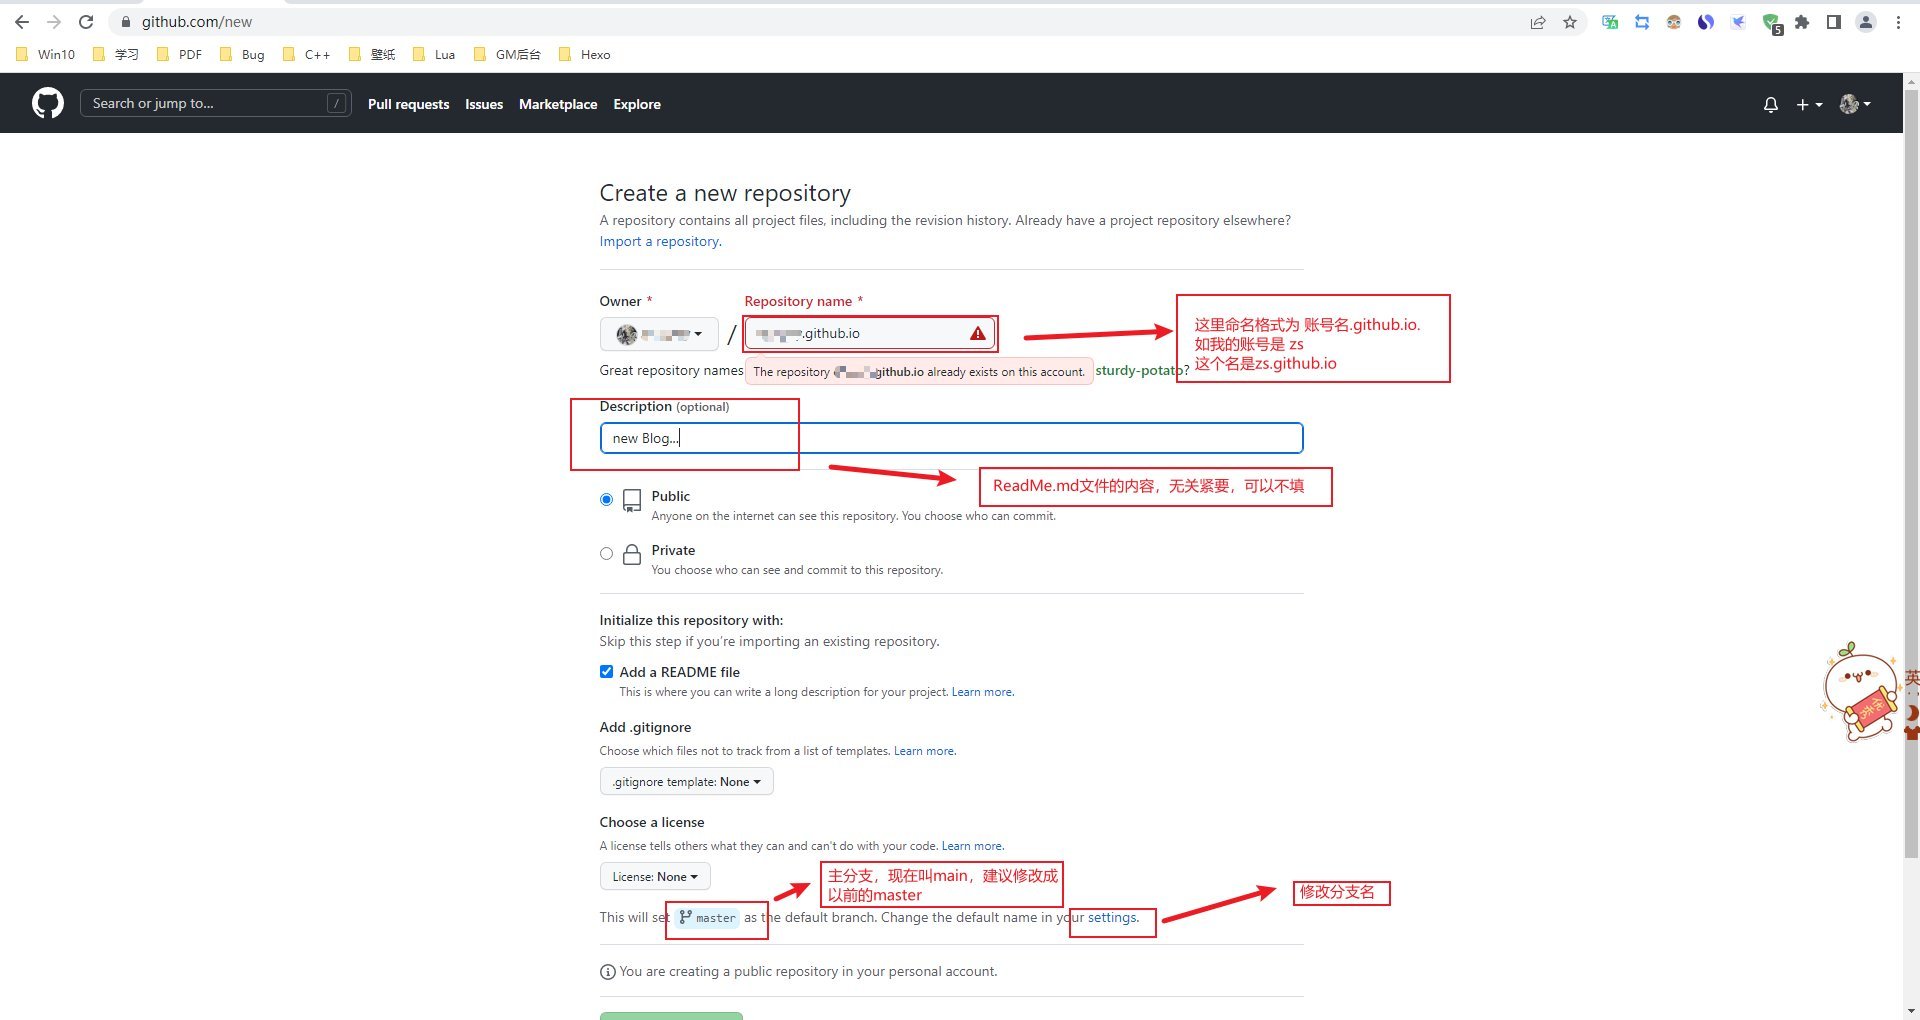 github.com/new
5
Win10 学习 PDF Bug C++ 壁纸 Lua GM后台 Hexo
Search or jump to... / Pull requests Issues Marketplace Explore
Create a new repository
A repository contains all project files, including the revision history. Already have a project repository elsewhere?
Import a repository.
Owner * Repository name *
/ .github.io
这里命名格式为 账号名.github.io.
如我的账号是 zs
这个名是zs.github.io
Great repository names
The repository github.io already exists on this account.
sturdy-potato?
Description (optional)
new Blog...
ReadMe.md文件的内容，无关紧要，可以不填
Public
Anyone on the internet can see this repository. You choose who can commit.
Private
You choose who can see and commit to this repository.
Initialize this repository with:
Skip this step if you're importing an existing repository.
Add a README file
This is where you can write a long description for your project. Learn more.
Add .gitignore
Choose which files not to track from a list of templates. Learn more.
.gitignore template: None
Choose a license
A license tells others what they can and can't do with your code. Learn more.
License: None
主分支，现在叫main，建议修改成
以前的master
修改分支名
This will set master as the default branch. Change the default name in your settings.
You are creating a public repository in your personal account.
英
优秀